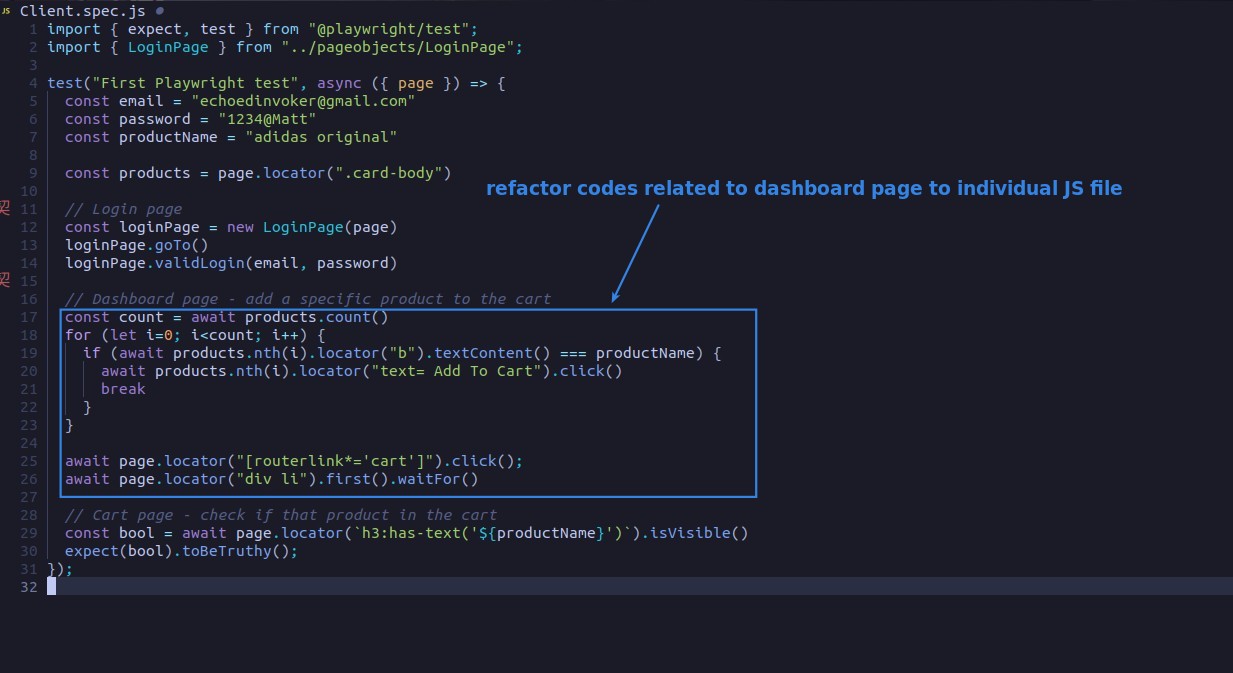 JS Client.spec.js ●
1 import { expect, test } from "@playwright/test";
2 import { LoginPage } from "../pageobjects/LoginPage";
3
4 test("First Playwright test", async ({ page }) => {
5   const email = "echoedinvoker@gmail.com"
6   const password = "1234@Matt"
7   const productName = "adidas original"
8
9   const products = page.locator(".card-body")
refactor codes related to dashboard page to individual JS file
10
契 11   // Login page
12   const loginPage = new LoginPage(page)
13   loginPage.goTo()
14   loginPage.validLogin(email, password)
契 15
16   // Dashboard page - add a specific product to the cart
17   const count = await products.count()
18   for (let i=0; i<count; i++) {
19     if (await products.nth(i).locator("b").textContent() === productName) {
20       await products.nth(i).locator("text= Add To Cart").click()
21       break
22     }
23   }
24
25   await page.locator("[routerlink*='cart']").click();
26   await page.locator("div li").first().waitFor()
27
28   // Cart page - check if that product in the cart
29   const bool = await page.locator(`h3:has-text('${productName}')`).isVisible()
30   expect(bool).toBeTruthy();
31 });
32